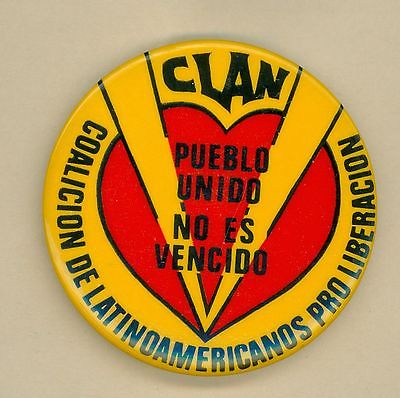 CLAN
PUEBLO
UNIDO
NO ES
VENCIDO
COALICION DE LATINOAMERICANOS PRO LIBERACION